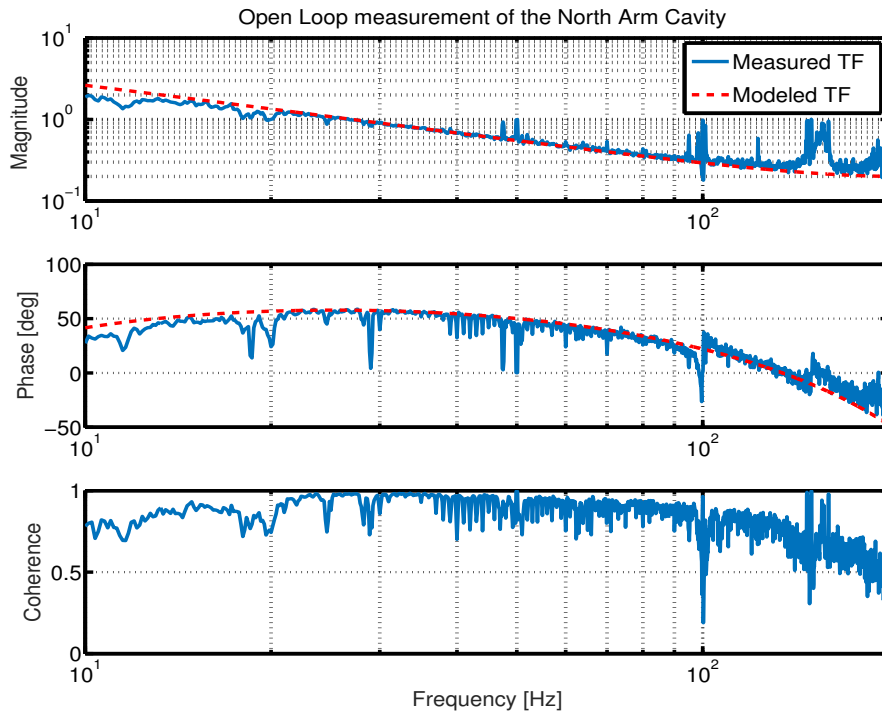 Open Loop measurement of the North Arm Cavity
Magnitude
10^1
10^0
10^−1
10^1
10^2
Measured TF
Modeled TF
Phase [deg]
100
50
0
−50
10^1
10^2
Coherence
1
0.5
0
10^1
10^2
Frequency [Hz]